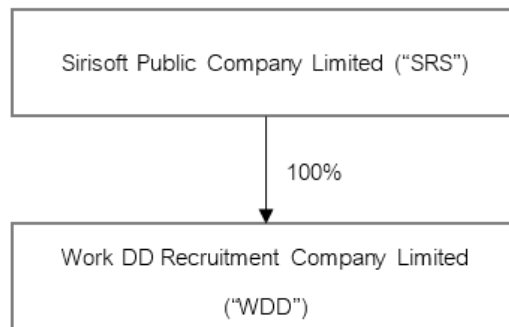 Sirisoft Public Company Limited (“SRS”)
100%
Work DD Recruitment Company Limited
(“WDD”)